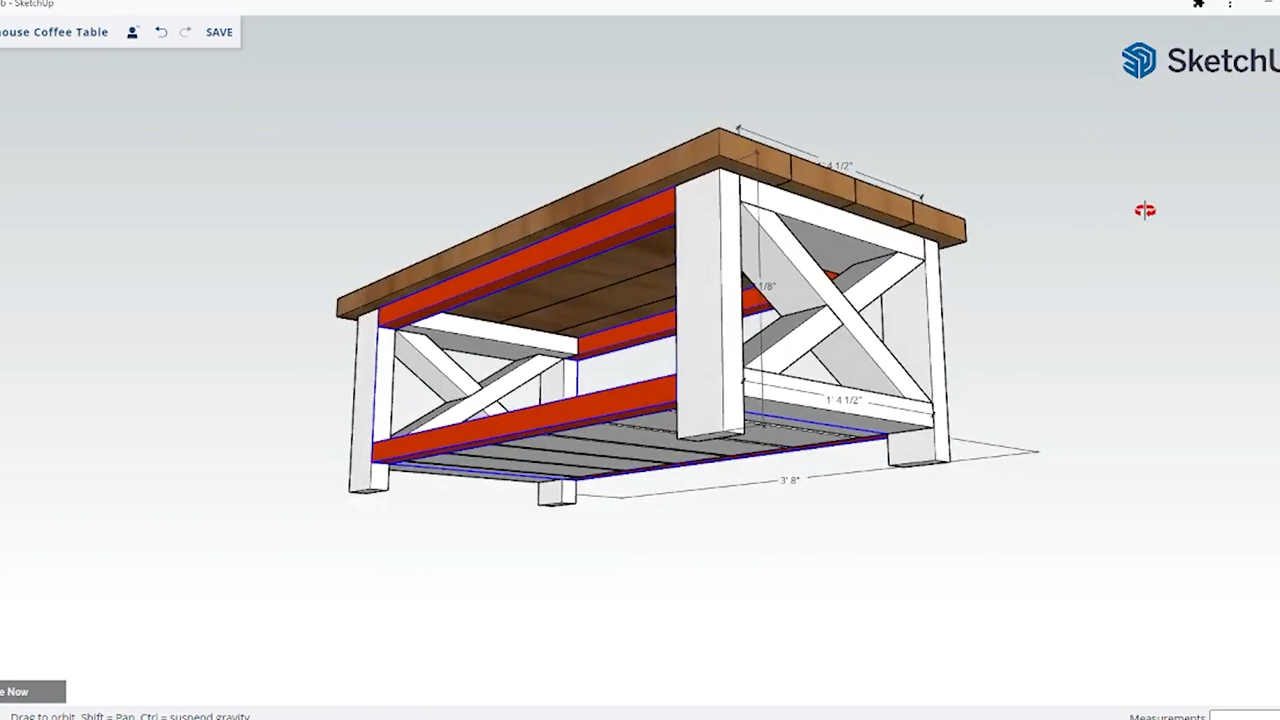 - SketchUp
ouse Coffee Table
SAVE
SketchU
4 1/2"
1/8"
1' 4 1/2"
3' 8"
e Now
Drag to orbit. Shift = Pan, Ctrl = suspend gravity
Measurements